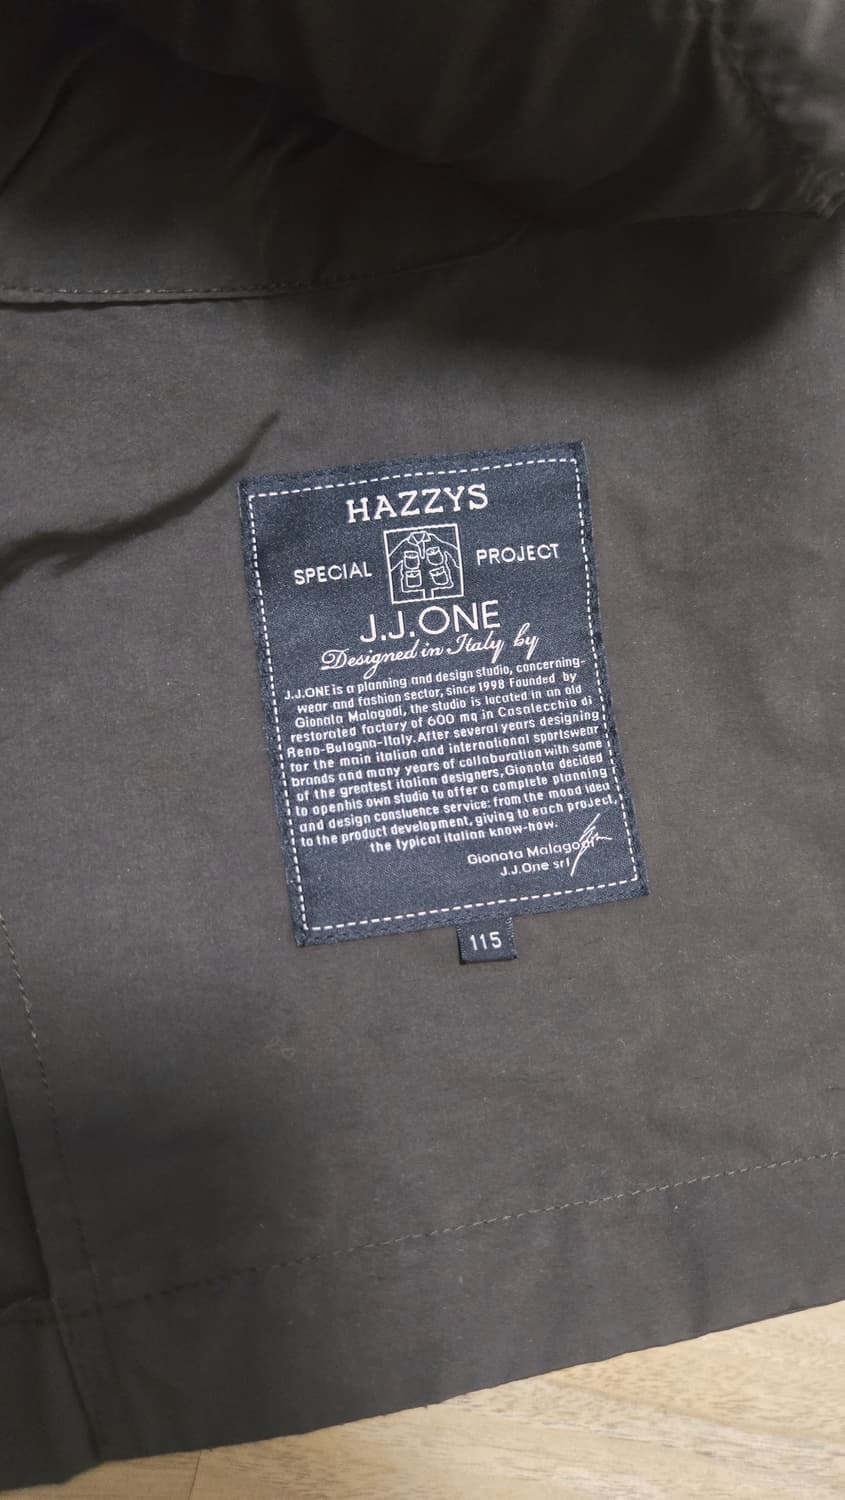 HAZZYS
SPECIAL PROJECT
J.J.ONE
Designed in Italy by
J.J.ONE is a planning and design studio, concerning-
wear and fashion sector, since 1998 Founded by
Gionata Malagodi, the studio is located in an old
restorated factory of 600 mq in Casalecchio di
Reno-Bulogna-Italy. After several years designing
for the main italian and international sportswear
brands and many years of collaburation with some
of the greatest italian designers, Gionata decided
to openhis own studio to offer a complete planning
and design consluence service: from the mood idea
to the product development, giving to each project,
the typical italian know-how.
Gionata Malagodi
J.J.One srl
115